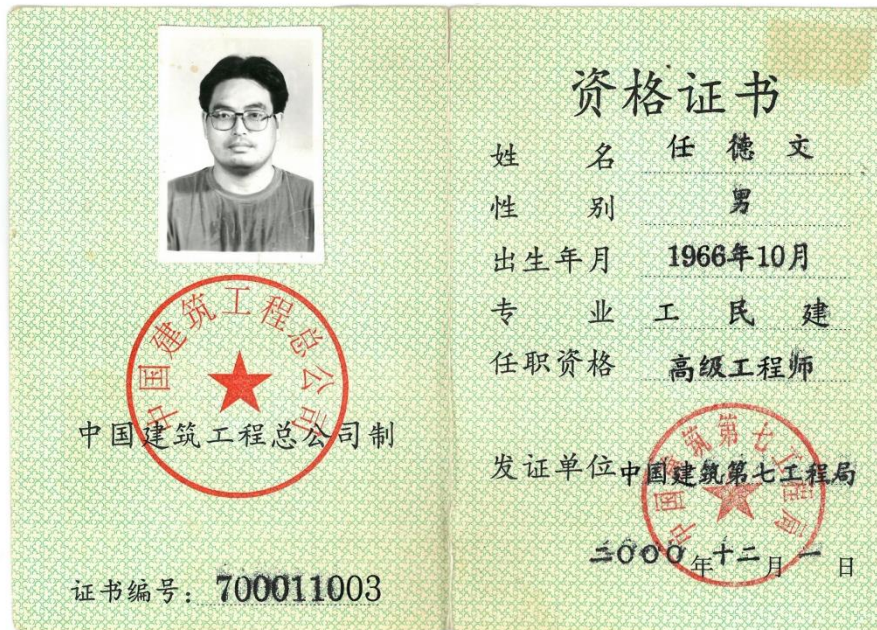 中国建筑工程总公司
中国建筑工程总公司制
证书编号：700011003
资格证书
姓名 任德文
性别 男
出生年月 1966年10月
专业 工民建
任职资格 高级工程师
发证单位 中国建筑第七工程局
中国建筑第七工程局
二〇〇〇年十二月一日